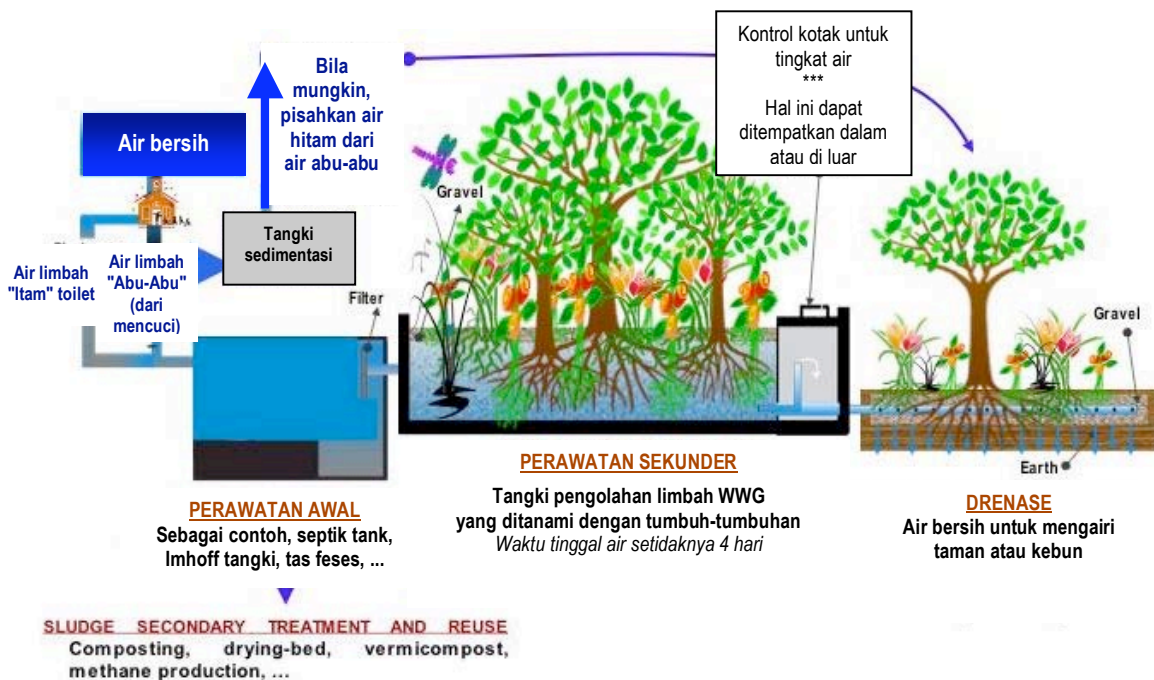 Kontrol kotak untuk
tingkat air
***
Hal ini dapat
ditempatkan dalam
atau di luar
Bila
mungkin,
pisahkan air
hitam dari
air abu-abu
Air bersih
Gravel
Tangki
sedimentasi
Air limbah
"Itam" toilet
Air limbah
"Abu-Abu"
(dari
mencuci)
Filter
Gravel
Earth
PERAWATAN AWAL
Sebagai contoh, septik tank,
Imhoff tangki, tas feses, ...
PERAWATAN SEKUNDER
Tangki pengolahan limbah WWG
yang ditanami dengan tumbuh-tumbuhan
Waktu tinggal air setidaknya 4 hari
DRENASE
Air bersih untuk mengairi
taman atau kebun
SLUDGE SECONDARY TREATMENT AND REUSE
Composting, drying-bed, vermicompost,
methane production, ...